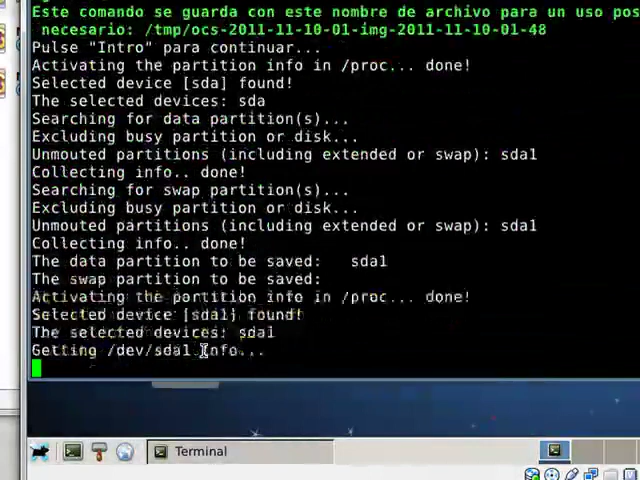 Este comando se guarda con este nombre de archivo para un uso pos
necesario: /tmp/ocs-2011-11-10-01-img-2011-11-10-01-48
Pulse "Intro" para continuar...
Activating the partition info in /proc... done!
Selected device [sda] found!
The selected devices: sda
Searching for data partition(s)...
Excluding busy partition or disk...
Unmouted partitions (including extended or swap): sda1
Collecting info.. done!
Searching for swap partition(s)...
Excluding busy partition or disk...
Unmouted partitions (including extended or swap): sda1
Collecting info.. done!
The data partition to be saved:   sda1
The swap partition to be saved:
Activating the partition info in /proc... done!
Selected device [sda1] found!
The selected devices: sda1
Getting /dev/sda1 info...
Terminal